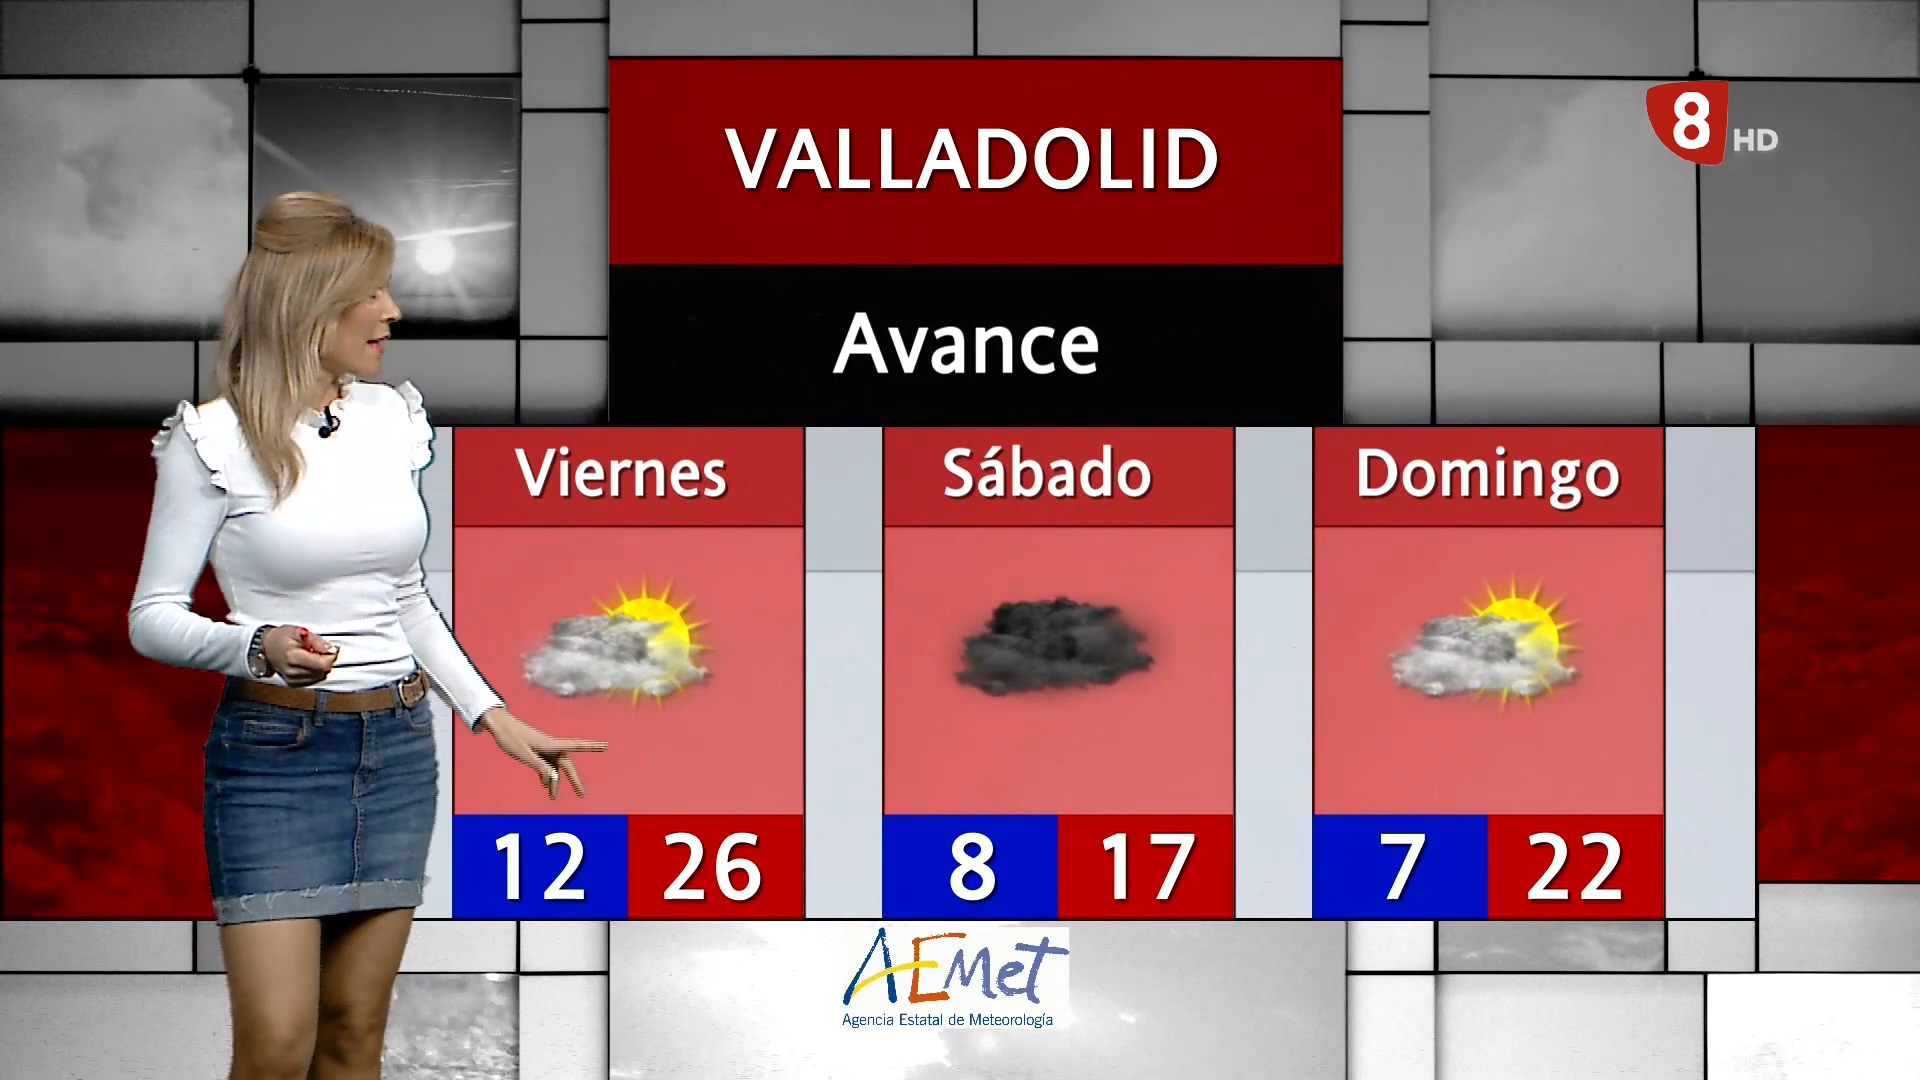 8 HD
VALLADOLID
Avance
Viernes
Sábado
Domingo
12 26
8 17
7 22
AEMet
Agencia Estatal de Meteorología